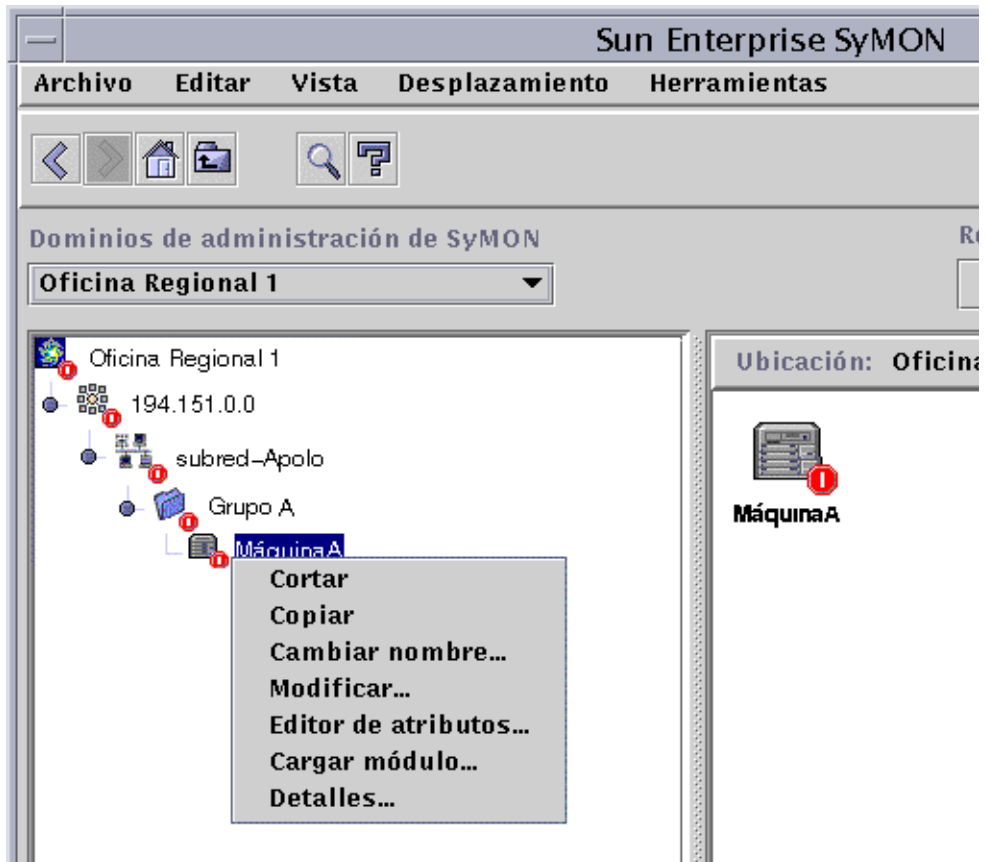 Sun Enterprise SyMON
Archivo Editar Vista Desplazamiento Herramientas
Dominios de administración de SyMON
Oficina Regional 1
Oficina Regional 1
194.151.0.0
subred-Apolo
Grupo A
MáquinaA
Cortar
Copiar
Cambiar nombre...
Modificar...
Editor de atributos...
Cargar módulo...
Detalles...
Ubicación: Oficina
MáquinaA